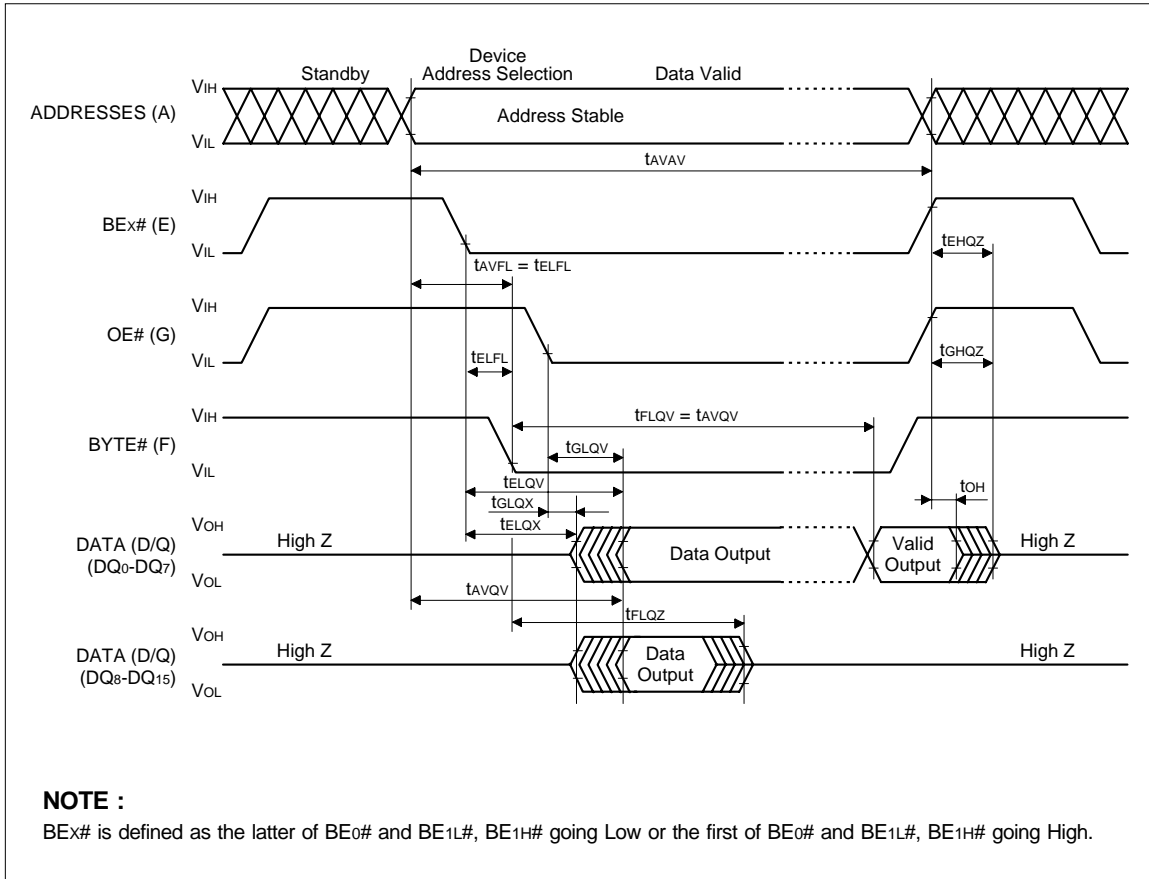 Device
Standby Address Selection Data Valid
VIH
ADDRESSES (A) Address Stable
VIL
tAVAV
VIH
BEX# (E)
VIL tEHQZ
tAVFL = tELFL
VIH
OE# (G)
VIL tELFL tGHQZ
VIH tFLQV = tAVQV
BYTE# (F)
tGLQV
VIL
tELQV
tGLQX tOH
VOH tELQX
DATA (D/Q) High Z Data Output Valid High Z
(DQ0-DQ7) Output
VOL
tAVQV tFLQZ
VOH
DATA (D/Q) High Z Data High Z
(DQ8-DQ15) Output
VOL
NOTE :
BEX# is defined as the latter of BE0# and BE1L#, BE1H# going Low or the first of BE0# and BE1L#, BE1H# going High.